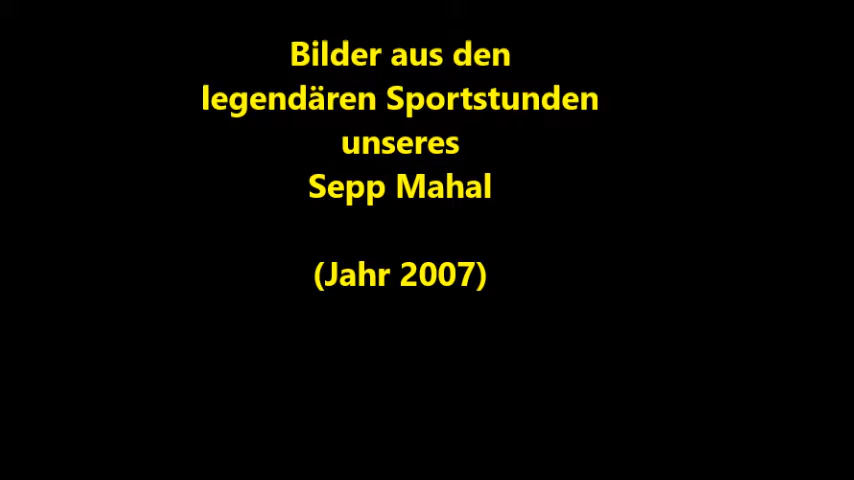 Bilder aus den
legendären Sportstunden
unseres
Sepp Mahal
(Jahr 2007)